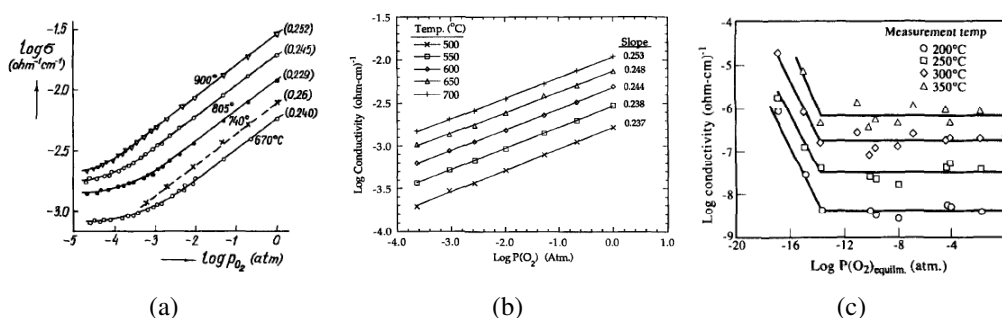 logσ
(ohm⁻¹cm⁻¹)
-1.5
-2.0
-2.5
-3.0
(0,252)
(0,245)
(0,229)
(0,26)
(0,240)
900°
805°
740°
670°C
-5 -4 -3 -2 -1 0
log pO₂ (atm)
(a)
Log Conductivity (ohm-cm)⁻¹
-1.0
-1.5
-2.0
-2.5
-3.0
-3.5
-4.0
Temp. (°C)
500
550
600
650
700
Slope
0.253
0.248
0.244
0.238
0.237
-4.0 -3.0 -2.0 -1.0 0.0 1.0
Log P(O₂) (Atm.)
(b)
Log conductivity (ohm-cm)⁻¹
-4
-5
-6
-7
-8
-9
Measurement temp
200°C
250°C
300°C
350°C
-20 -16 -12 -8 -4 0
Log P(O₂)equilm. (atm.)
(c)